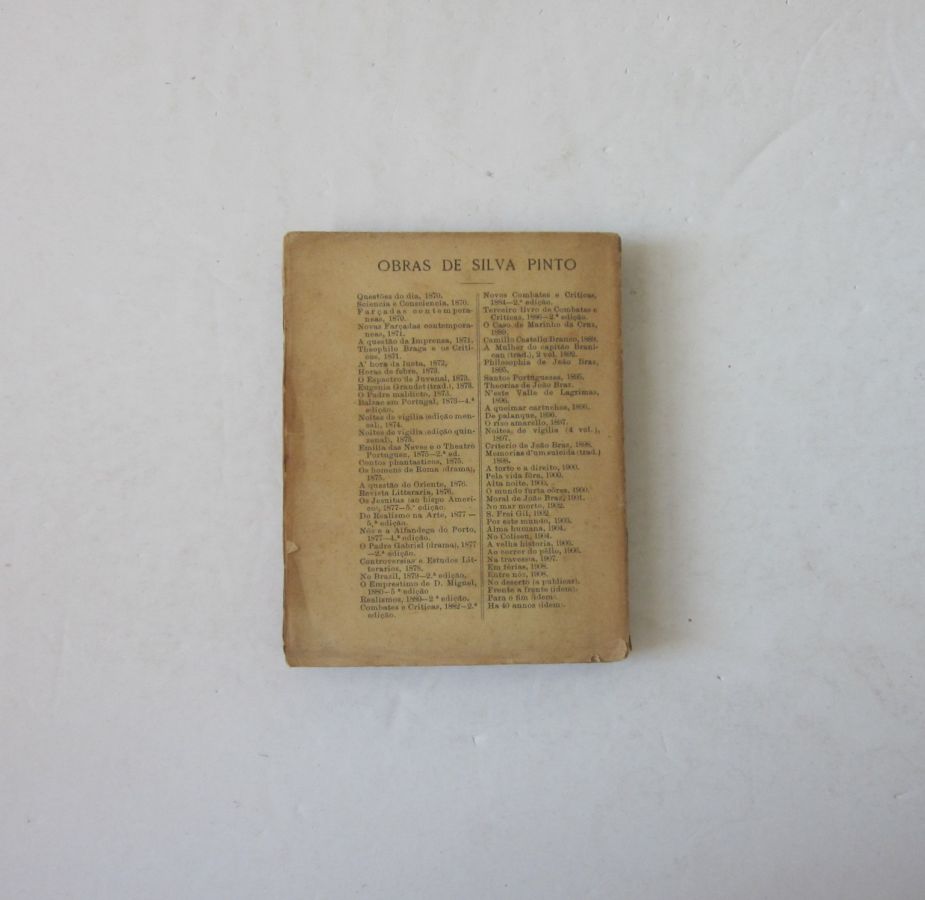 OBRAS DE SILVA PINTO
Questões do dia, 1870.
Sciencia e Consciencia, 1870.
Farçadas contempora-
neas, 1870.
Novas Farçadas contempora-
neas, 1871.
A questão da Imprensa, 1871.
Theophilo Braga e os Criti-
cos, 1871.
A' hora da lucta, 1872.
Horas de febre, 1873.
O Espectro de Juvenal, 1873.
Eugenia Grandet (trad.), 1873.
O Padre maldicto, 1873.
Balzac em Portugal, 1873—4.ª
edição.
Noites de vigilia (edição men-
sal), 1874.
Noites de vigilia (edição quin-
zenal), 1875.
Emilia das Neves e o Theatro
Portuguez, 1875—2.ª ed.
Contos phantasticos, 1875.
Os homens de Roma (drama),
1875.
A questão do Oriente, 1876.
Revista Litteraria, 1876.
Os Jesuitas (ao bispo Ameri-
co), 1877—5.ª edição.
Do Realismo na Arte, 1877—
5.ª edição.
Nós e a Alfandega do Porto,
1877—4.ª edição.
O Padre Gabriel (drama), 1877
—2.ª edição.
Controversias e Estudos Lit-
terarios, 1878.
No Brazil, 1879—2.ª edição.
O Emprestimo de D. Miguel,
1880—5.ª edição
Realismos, 1880—2.ª edição.
Combates e Criticas, 1882—2.ª
edição.
Novos Combates e Criticas,
1884—2.ª edição.
Terceiro livro de Combates e
Criticas, 1886—2.ª edição.
O Caso de Marinho da Cruz,
1889.
Camillo Castello Branco, 1889.
A Mulher do capitão Brani-
can (trad.), 2 vol. 1892.
Philosophia de João Braz,
1895.
Santos Portuguezes, 1895.
Theorias de João Braz.
N'este Valle de Lagrimas,
1896.
A queimar cartuchos, 1896.
De palanque, 1896.
O riso amarello, 1897.
Noites de vigilia (4 vol.),
1897.
Criterio de João Braz, 1898.
Memorias d'um suicida (trad.)
1898.
A torto e a direito, 1900.
Pela vida fóra, 1900.
Alta noite, 1900.
O mundo furta côres, 1900.
Moral de João Braz, 1901.
No mar morto, 1902.
S. Frei Gil, 1902.
Por este mundo, 1903.
Alma humana, 1904.
No Coliseu, 1904.
A velha historia, 1905.
Ao correr do pêllo, 1906.
Na travessa, 1907.
Em férias, 1908.
Entre nós, 1908.
No deserto (a publicar).
Frente a frente (idem).
Para o fim (idem).
Ha 40 annos (idem).